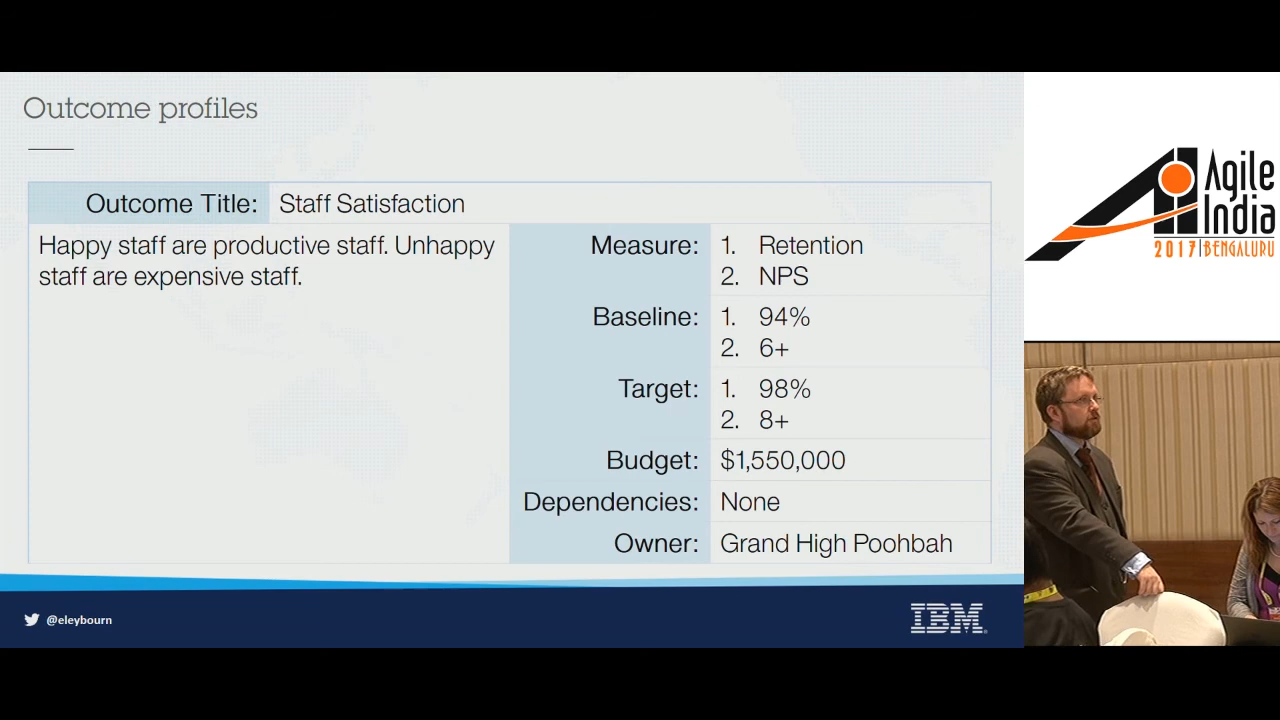 Outcome profiles
Outcome Title: Staff Satisfaction
Happy staff are productive staff. Unhappy
staff are expensive staff.
Measure: 1. Retention
2. NPS
Baseline: 1. 94%
2. 6+
Target: 1. 98%
2. 8+
Budget: $1,550,000
Dependencies: None
Owner: Grand High Poohbah
@eleybourn
IBM
Agile
India
2017 | BENGALURU